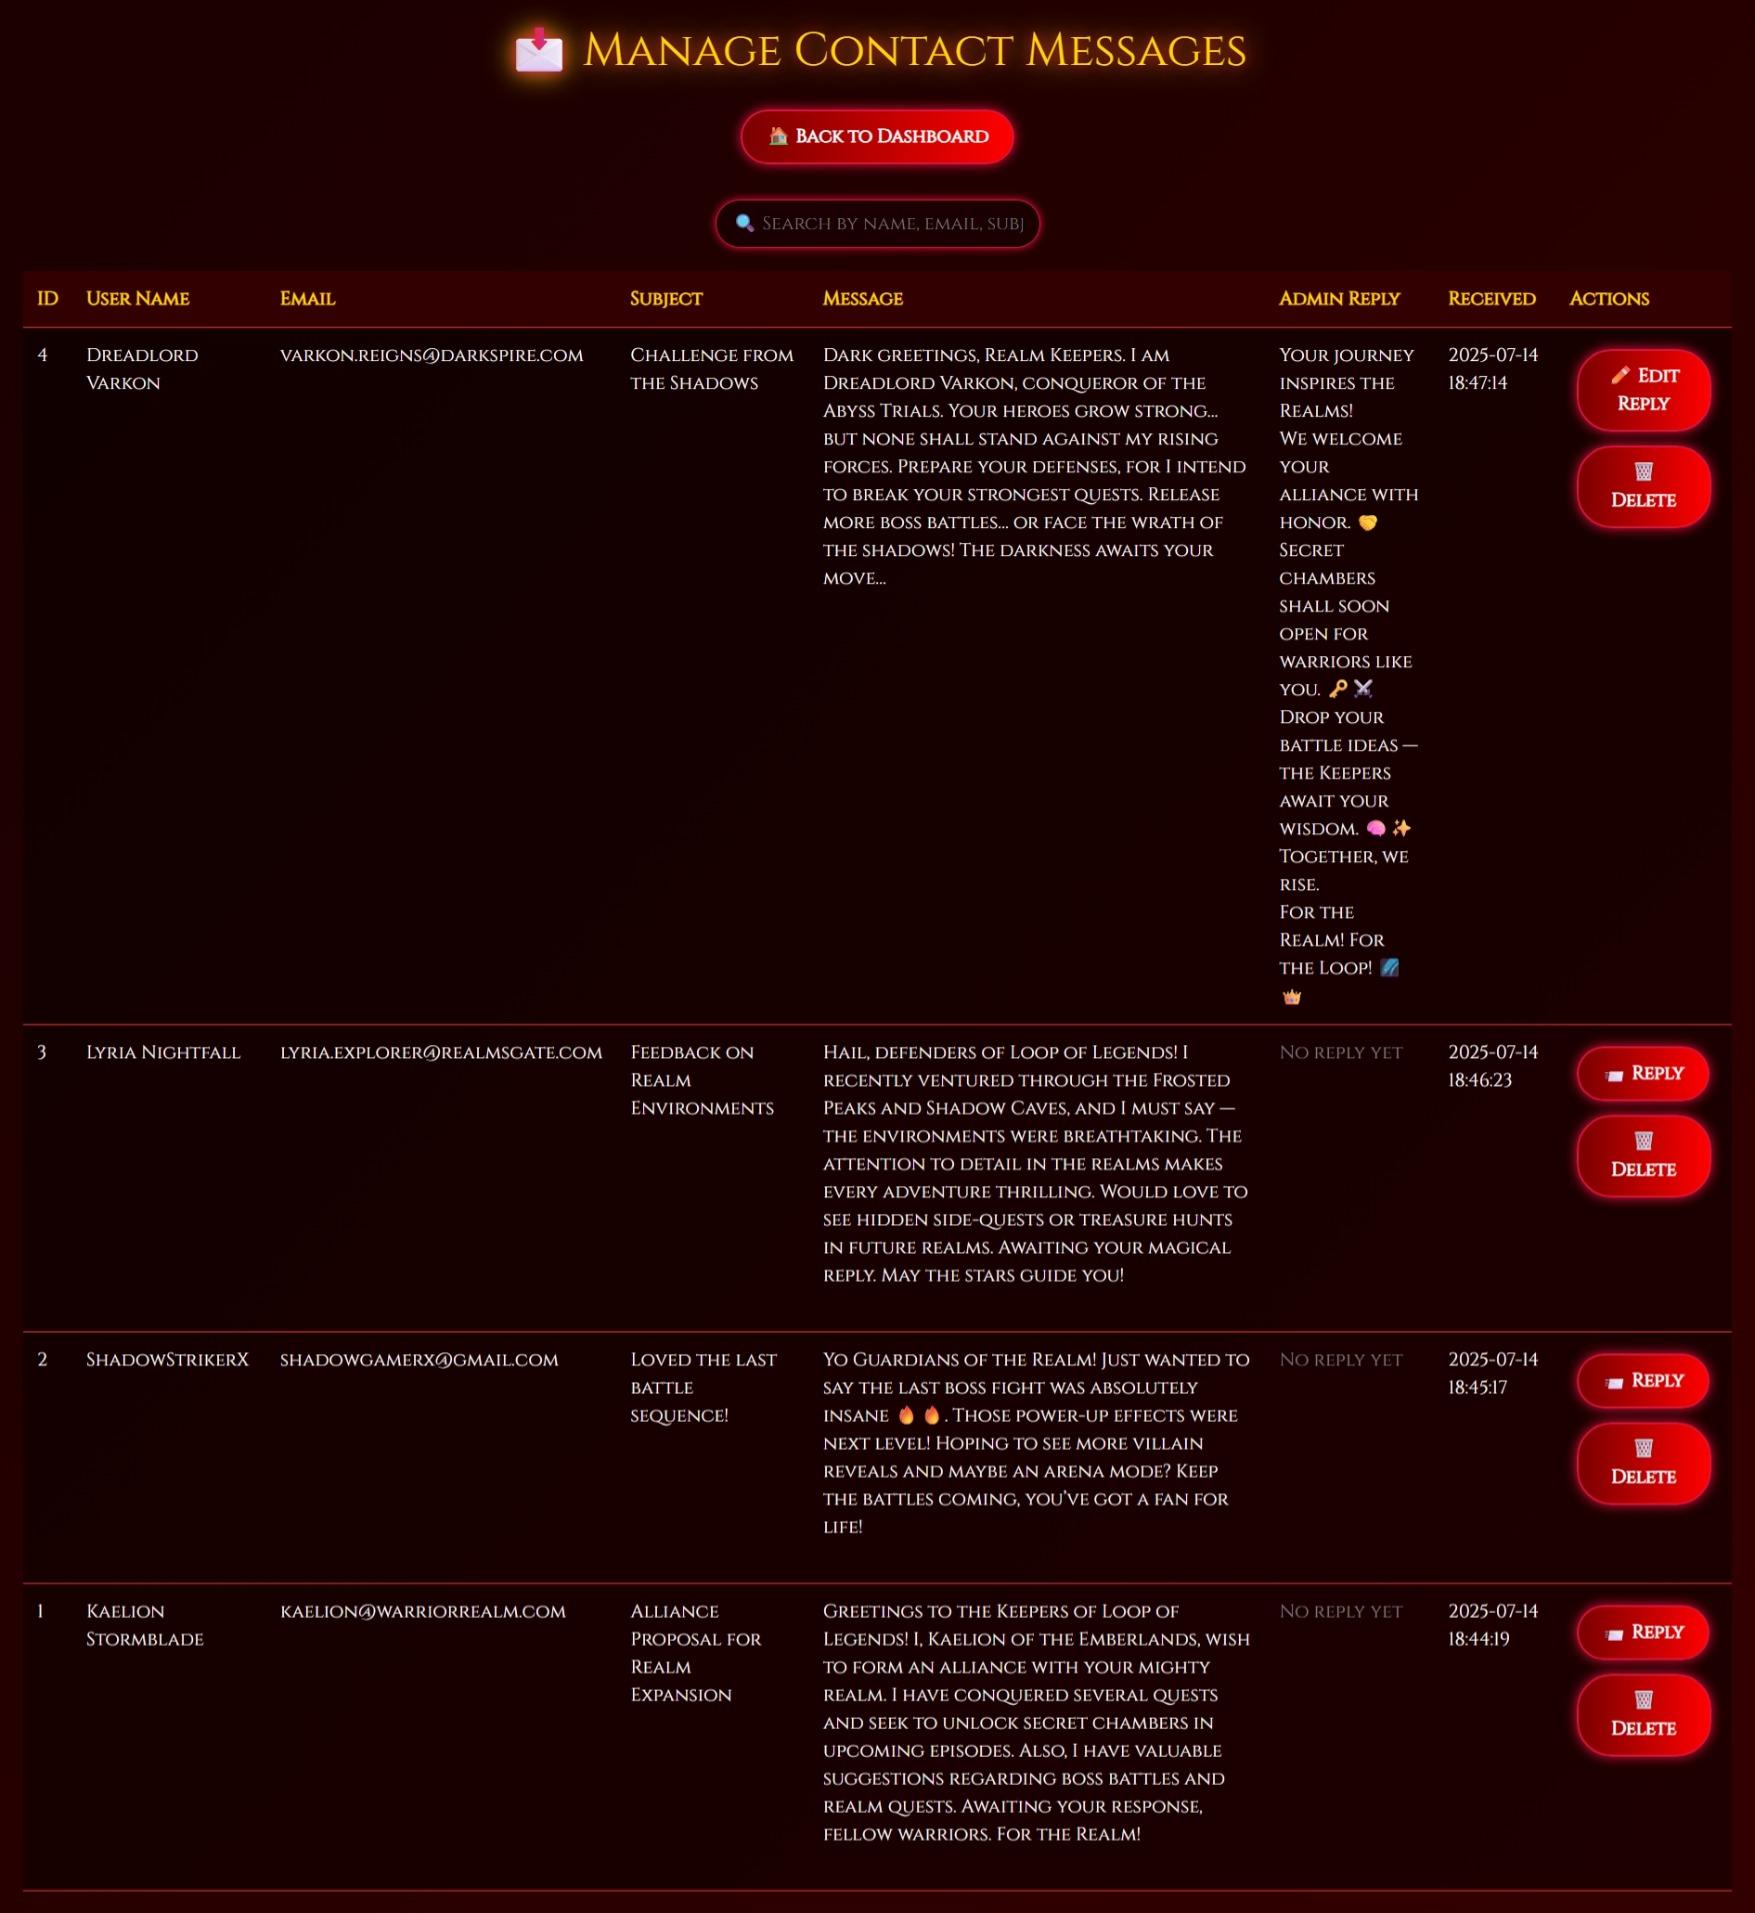 Manage Contact Messages
Back to Dashboard
Search by name, email, subj
ID User Name Email Subject Message Admin Reply Received Actions
4
Dreadlord
Varkon
varkon.reigns@darkspire.com
Challenge from
the Shadows
Dark greetings, Realm Keepers. I am
Dreadlord Varkon, conqueror of the
Abyss Trials. Your heroes grow strong...
but none shall stand against my rising
forces. Prepare your defenses, for I intend
to break your strongest quests. Release
more boss battles... or face the wrath of
the shadows! The darkness awaits your
move...
Your journey
inspires the
Realms!
We welcome
your
alliance with
honor. 🤝
Secret
chambers
shall soon
open for
warriors like
you. 🗝️⚔️
Drop your
battle ideas —
the Keepers
await your
wisdom. 🧠✨
Together, we
rise.
For the
Realm! For
the Loop! 🌌
👑
2025-07-14
18:47:14
Edit
Reply
Delete
3
Lyria Nightfall
lyria.explorer@realmsgate.com
Feedback on
Realm
Environments
Hail, defenders of Loop of Legends! I
recently ventured through the Frosted
Peaks and Shadow Caves, and I must say —
the environments were breathtaking. The
attention to detail in the realms makes
every adventure thrilling. Would love to
see hidden side-quests or treasure hunts
in future realms. Awaiting your magical
reply. May the stars guide you!
No reply yet
2025-07-14
18:46:23
Reply
Delete
2
ShadowStrikerX
shadowgamerx@gmail.com
Loved the last
battle
sequence!
Yo Guardians of the Realm! Just wanted to
say the last boss fight was absolutely
insane 🔥🔥. Those power-up effects were
next level! Hoping to see more villain
reveals and maybe an arena mode? Keep
the battles coming, you've got a fan for
life!
No reply yet
2025-07-14
18:45:17
Reply
Delete
1
Kaelion
Stormblade
kaelion@warriorrealm.com
Alliance
Proposal for
Realm
Expansion
Greetings to the Keepers of Loop of
Legends! I, Kaelion of the Emberlands, wish
to form an alliance with your mighty
realm. I have conquered several quests
and seek to unlock secret chambers in
upcoming episodes. Also, I have valuable
suggestions regarding boss battles and
realm quests. Awaiting your response,
fellow warriors. For the Realm!
No reply yet
2025-07-14
18:44:19
Reply
Delete